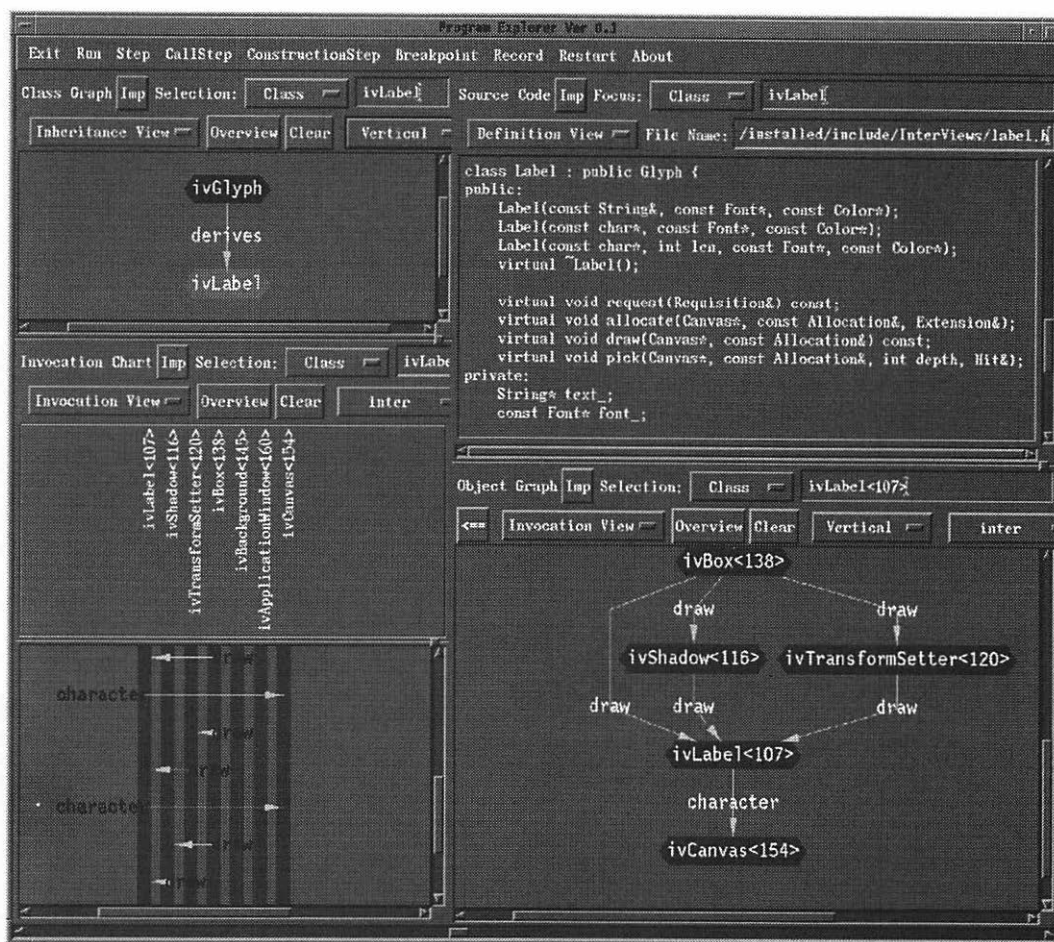 Program Explorer Ver 0.1
Exit Run Step CallStep ConstructionStep Breakpoint Record Restart About
Class Graph Imp Selection: Class ivLabel
Inheritance View Overview Clear Vertical
ivGlyph
derives
ivLabel
Invocation Chart Imp Selection: Class ivLabe
Invocation View Overview Clear inter
ivLabel<107>
ivShadow<116>
ivTransformSetter<120>
ivBox<138>
ivBackground<145>
ivApplicationWindow<160>
ivCanvas<154>
raw
character
raw
raw
character
raw
raw
Source Code Imp Focus: Class ivLabel
Definition View File Name: /installed/include/InterViews/label.h
class Label : public Glyph {
public:
Label(const String&, const Font*, const Color*);
Label(const char*, const Font*, const Color*);
Label(const char*, int len, const Font*, const Color*);
virtual ~Label();
virtual void request(Requisition&) const;
virtual void allocate(Canvas*, const Allocation&, Extension&);
virtual void draw(Canvas*, const Allocation&) const;
virtual void pick(Canvas*, const Allocation&, int depth, Hit&);
private:
String* text_;
const Font* font_;
Object Graph Imp Selection: Class ivLabel<107>
<== Invocation View Overview Clear Vertical inter
ivBox<138>
draw draw
ivShadow<116> ivTransformSetter<120>
draw draw draw
ivLabel<107>
character
ivCanvas<154>